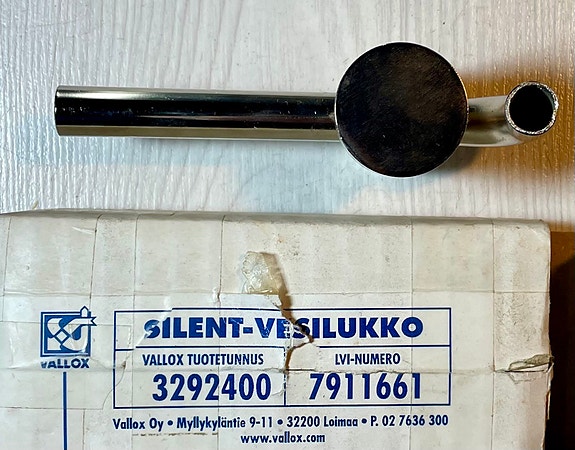 SILENT-VESILUKKO
VALLOX TUOTETUNNUS LVI-NUMERO
3292400 7911661
VALLOX
Vallox Oy • Myllykyläntie 9-11 • 32200 Loimaa • P. 02 7636 300
www.vallox.com